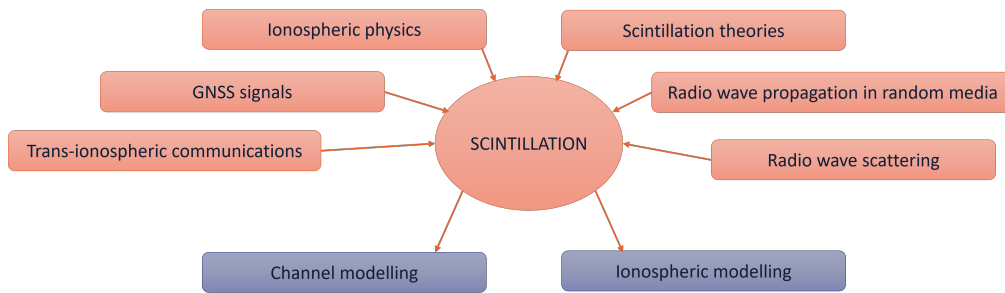 Ionospheric physics
Scintillation theories
GNSS signals
Radio wave propagation in random media
Trans-ionospheric communications
SCINTILLATION
Radio wave scattering
Channel modelling
Ionospheric modelling